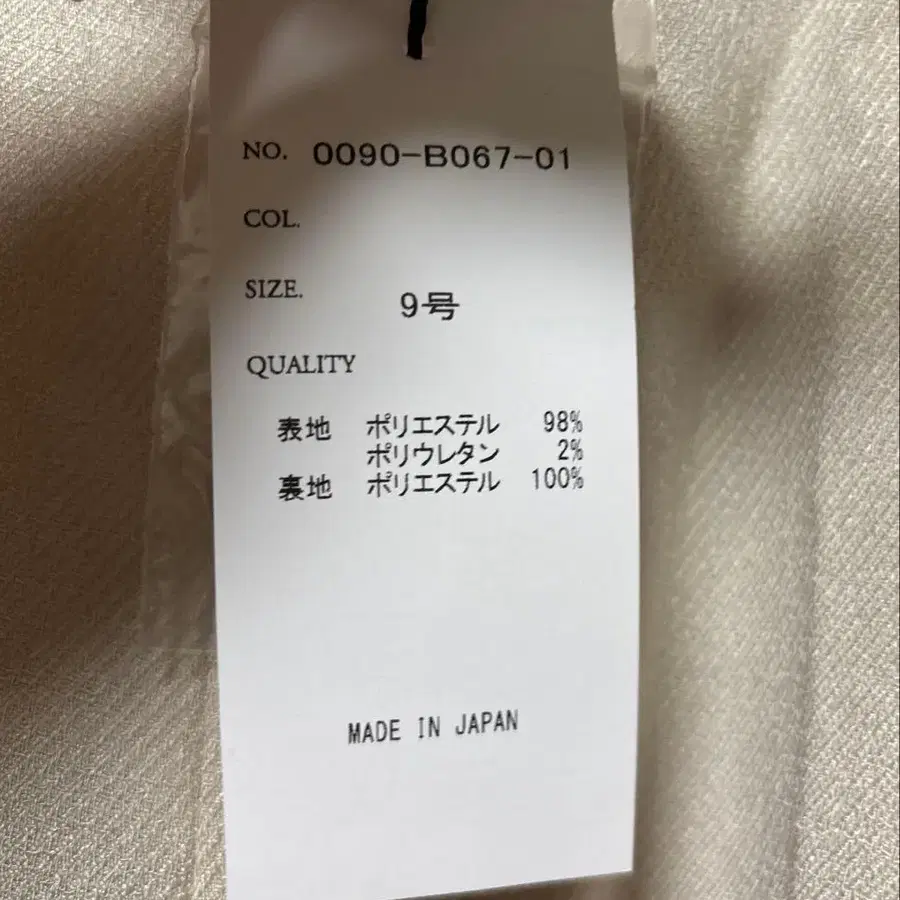 NO. 0090-B067-01
COL.
SIZE. 9号
QUALITY
表地 ポリエステル 98%
ポリウレタン 2%
裏地 ポリエステル 100%
MADE IN JAPAN